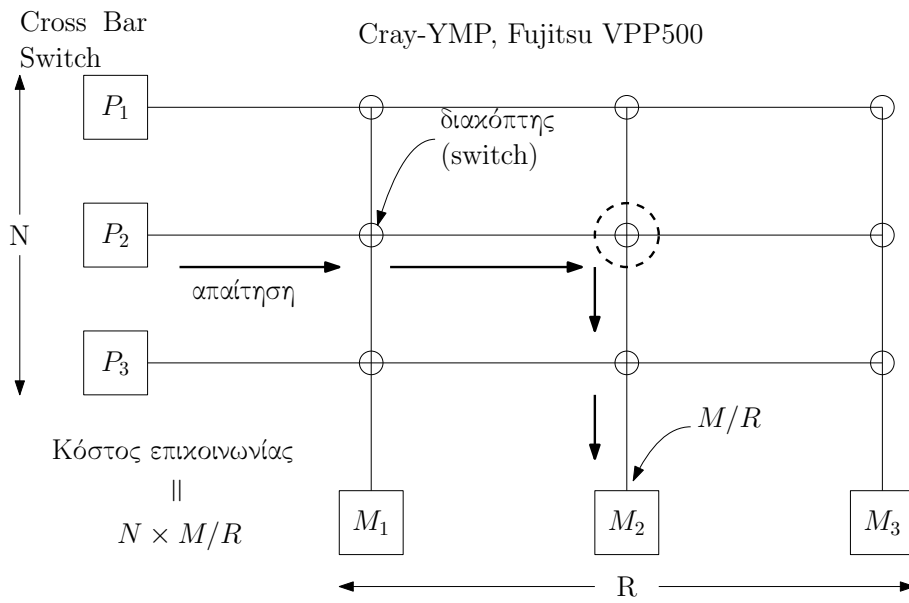 Cross Bar
Switch
Cray-YMP, Fujitsu VPP500
P₁
διακόπτης
(switch)
N
P₂
απαίτηση
P₃
M/R
Κόστος επικοινωνίας
=
N × M/R
M₁
M₂
M₃
R